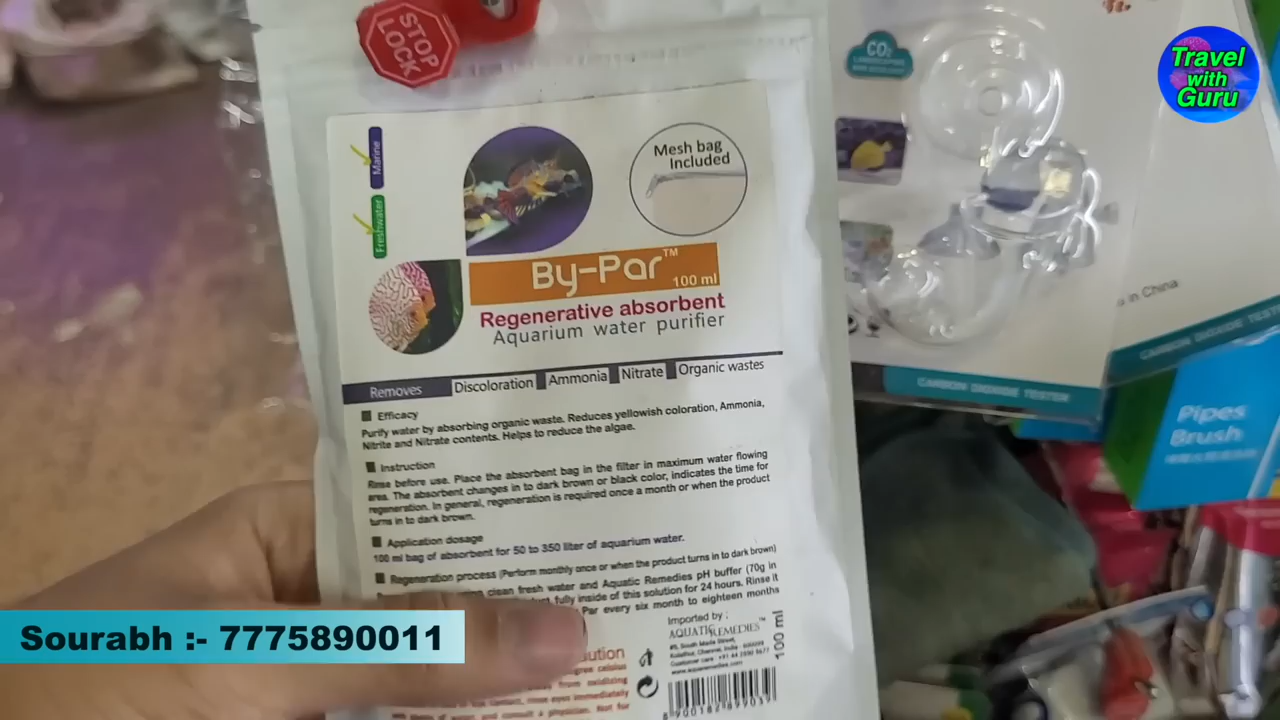 STOP
LOCK
CO₂
Travel
with
Guru
Marine
Freshwater
Mesh bag
Included
By-Par™
100 ml
Regenerative absorbent
Aquarium water purifier
Removes Discoloration Ammonia Nitrate Organic wastes
Efficacy
Purify water by absorbing organic waste. Reduces yellowish coloration, Ammonia,
Nitrite and Nitrate contents. Helps to reduce the algae.
Instruction
Rinse before use. Place the absorbent bag in the filter in maximum water flowing
area. The absorbent changes in to dark brown or black color, indicates the time for
regeneration. In general, regeneration is required once a month or when the product
turns in to dark brown.
Application dosage
100 ml bag of absorbent for 50 to 350 liter of aquarium water.
Regeneration process (Perform monthly once or when the product turns in to dark brown)
clean fresh water and Aquatic Remedies pH buffer (70g in
fully inside of this solution for 24 hours. Rinse it
Par every six month to eighteen months
Imported by :
AQUATIC REMEDIES™
100 ml
in China
CARBON DIOXIDE TESTER
Pipes
Brush
Sourabh :- 7775890011